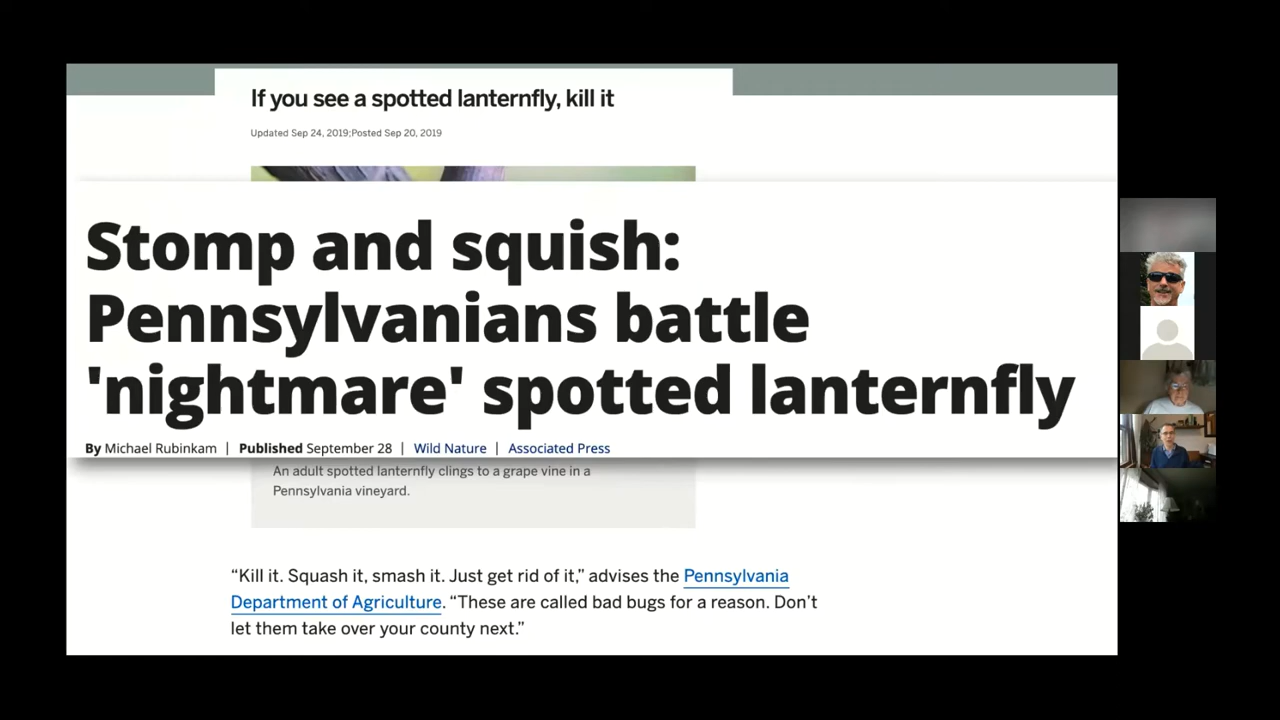 If you see a spotted lanternfly, kill it
Updated Sep 24, 2019;Posted Sep 20, 2019
Stomp and squish:
Pennsylvanians battle
'nightmare' spotted lanternfly
By Michael Rubinkam | Published September 28 | Wild Nature | Associated Press
An adult spotted lanternfly clings to a grape vine in a
Pennsylvania vineyard.
“Kill it. Squash it, smash it. Just get rid of it,” advises the Pennsylvania
Department of Agriculture. “These are called bad bugs for a reason. Don’t
let them take over your county next.”